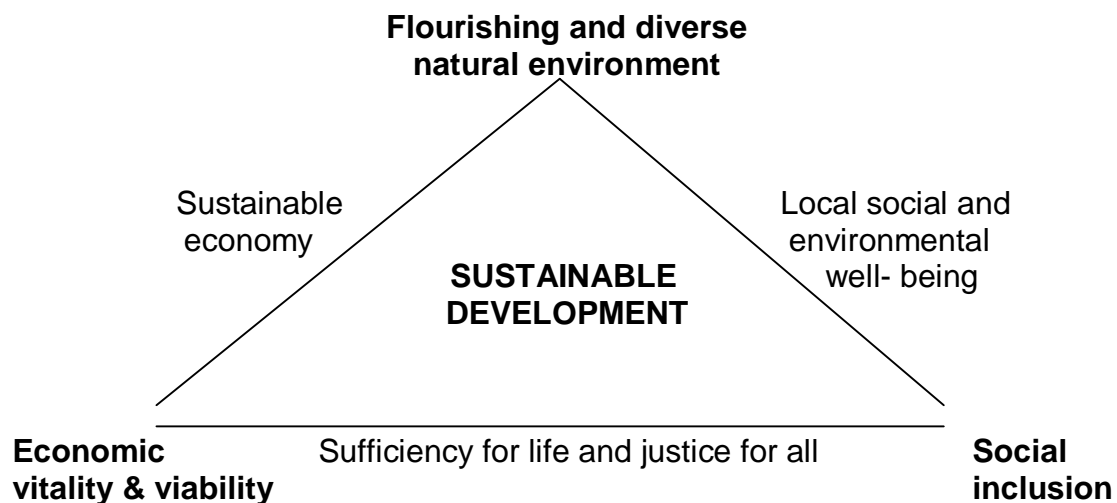 Flourishing and diverse
natural environment
Sustainable
economy
Local social and
environmental
well- being
SUSTAINABLE
DEVELOPMENT
Economic
vitality & viability
Sufficiency for life and justice for all
Social
inclusion